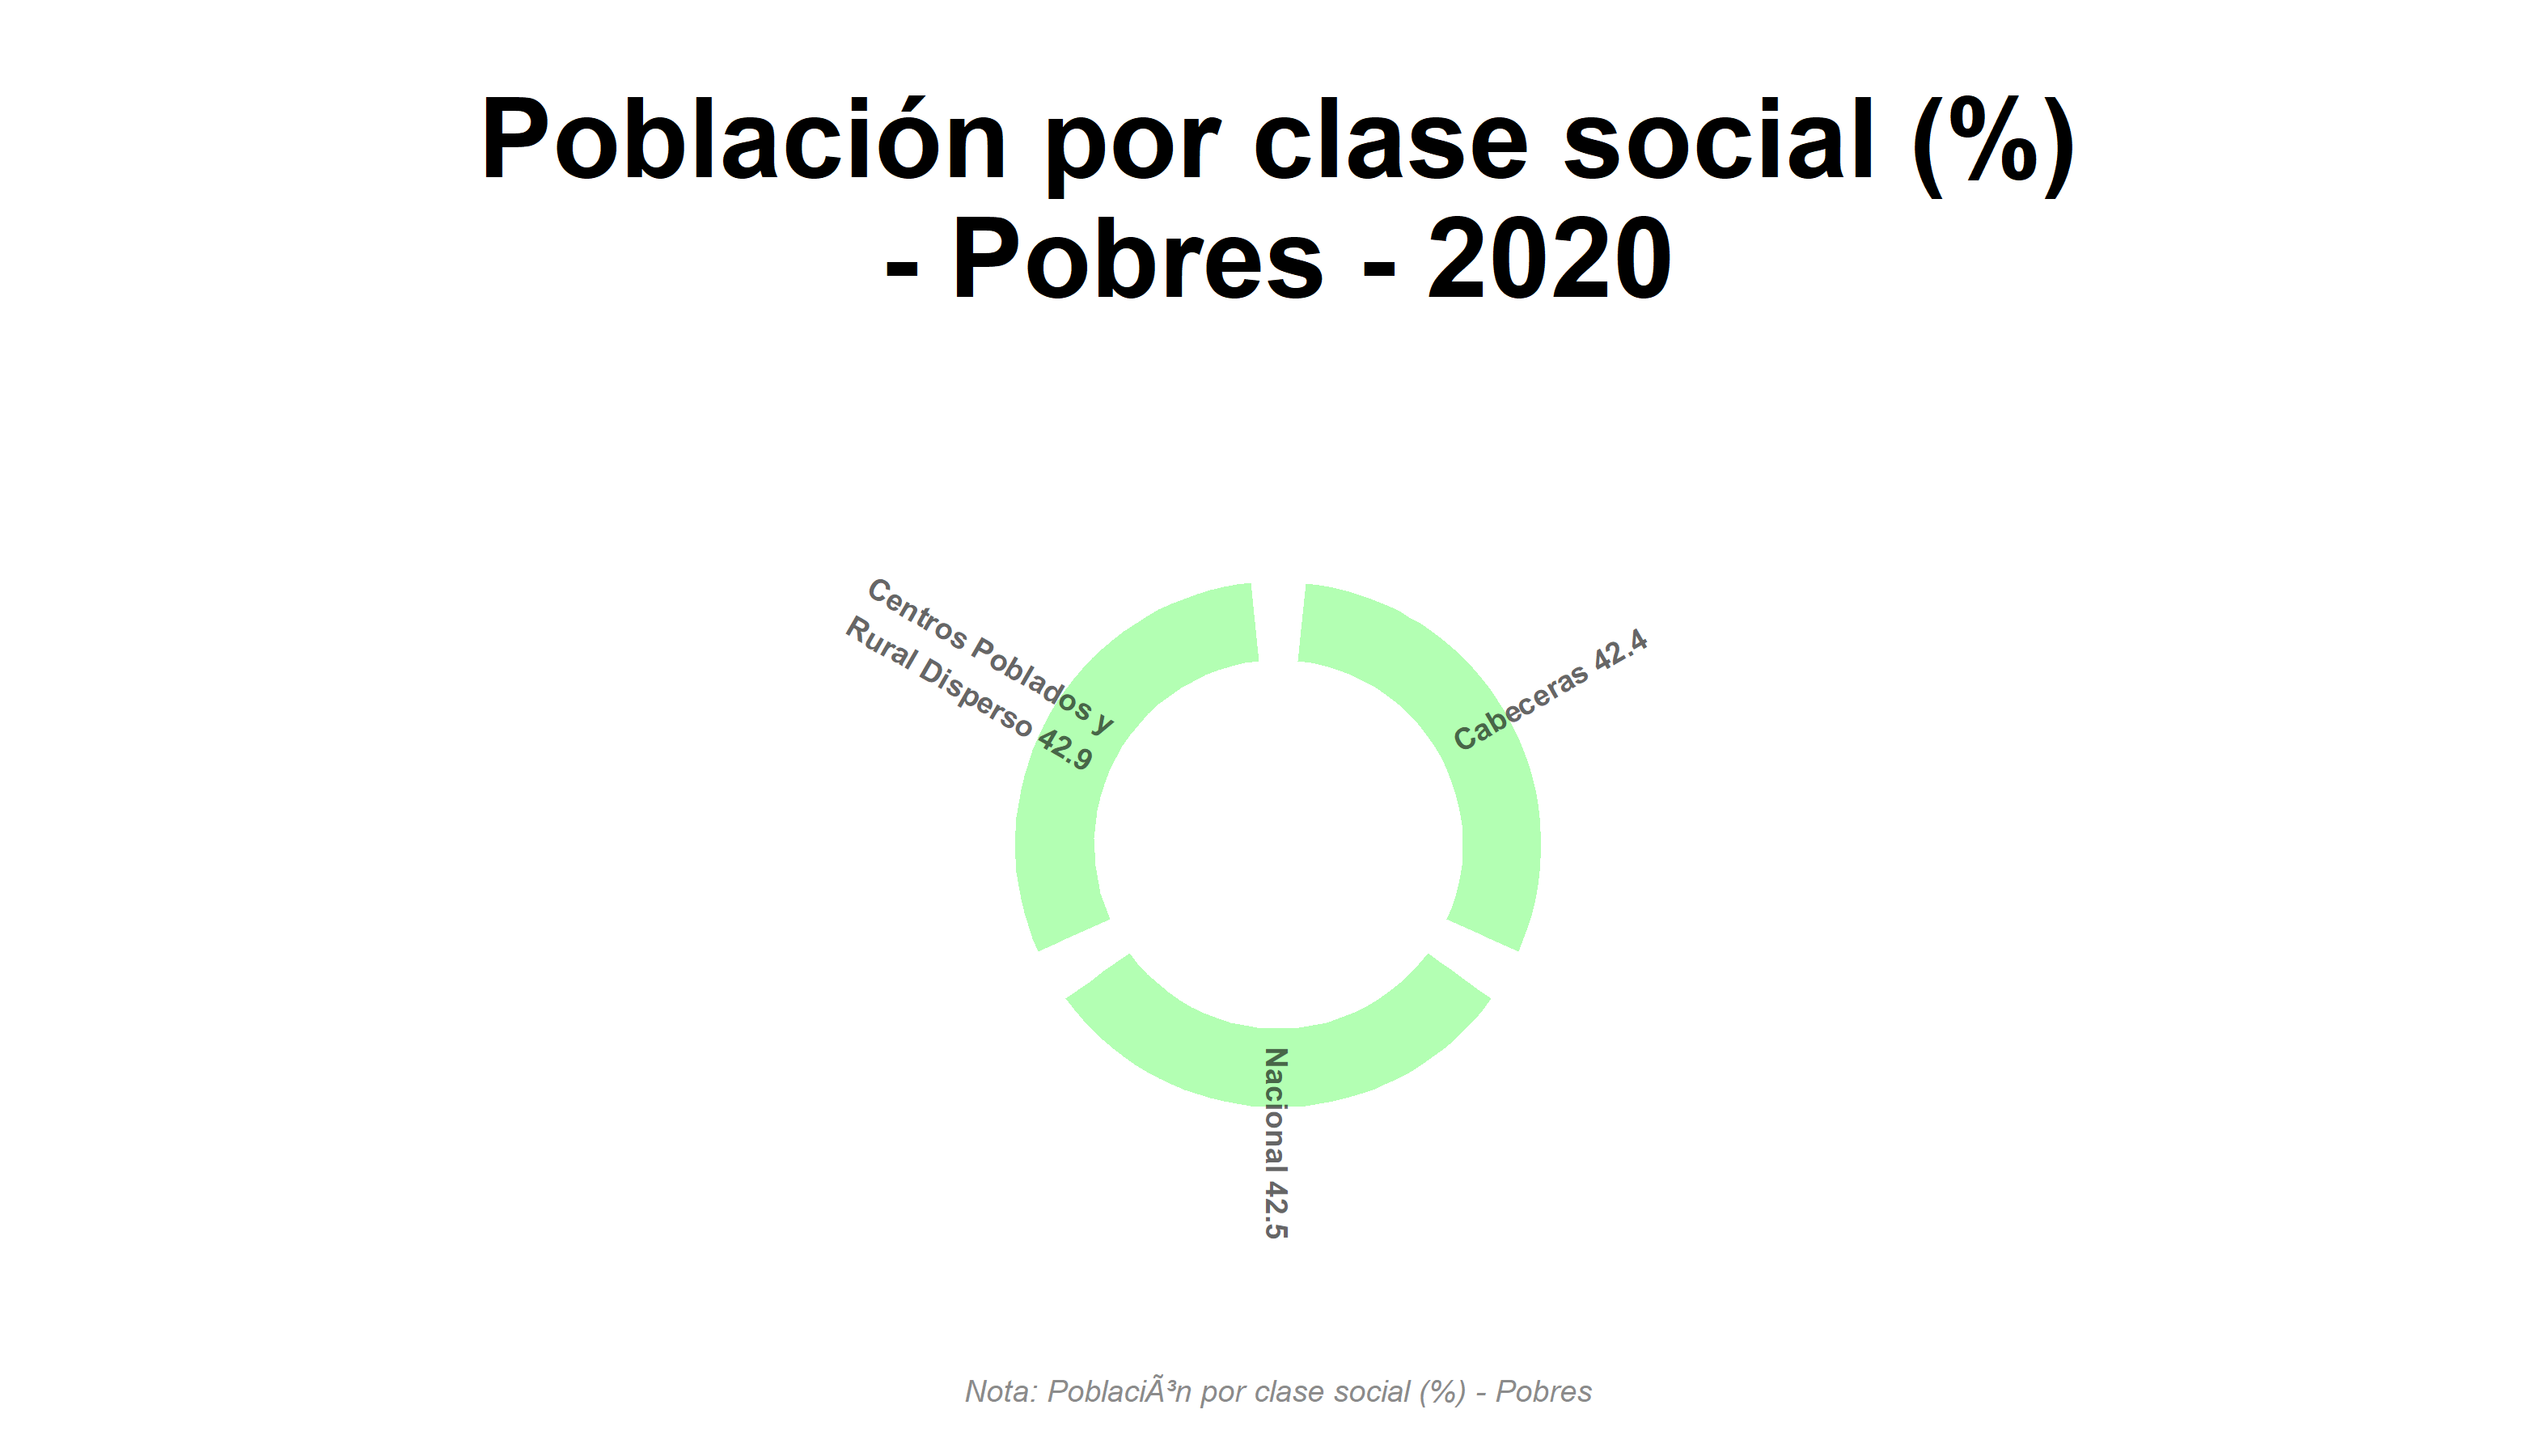 Población por clase social (%)
- Pobres - 2020
Centros Poblados y
Rural Disperso 42.9
Cabeceras 42.4
Nacional 42.5
Nota: PoblaciÃ³n por clase social (%) - Pobres